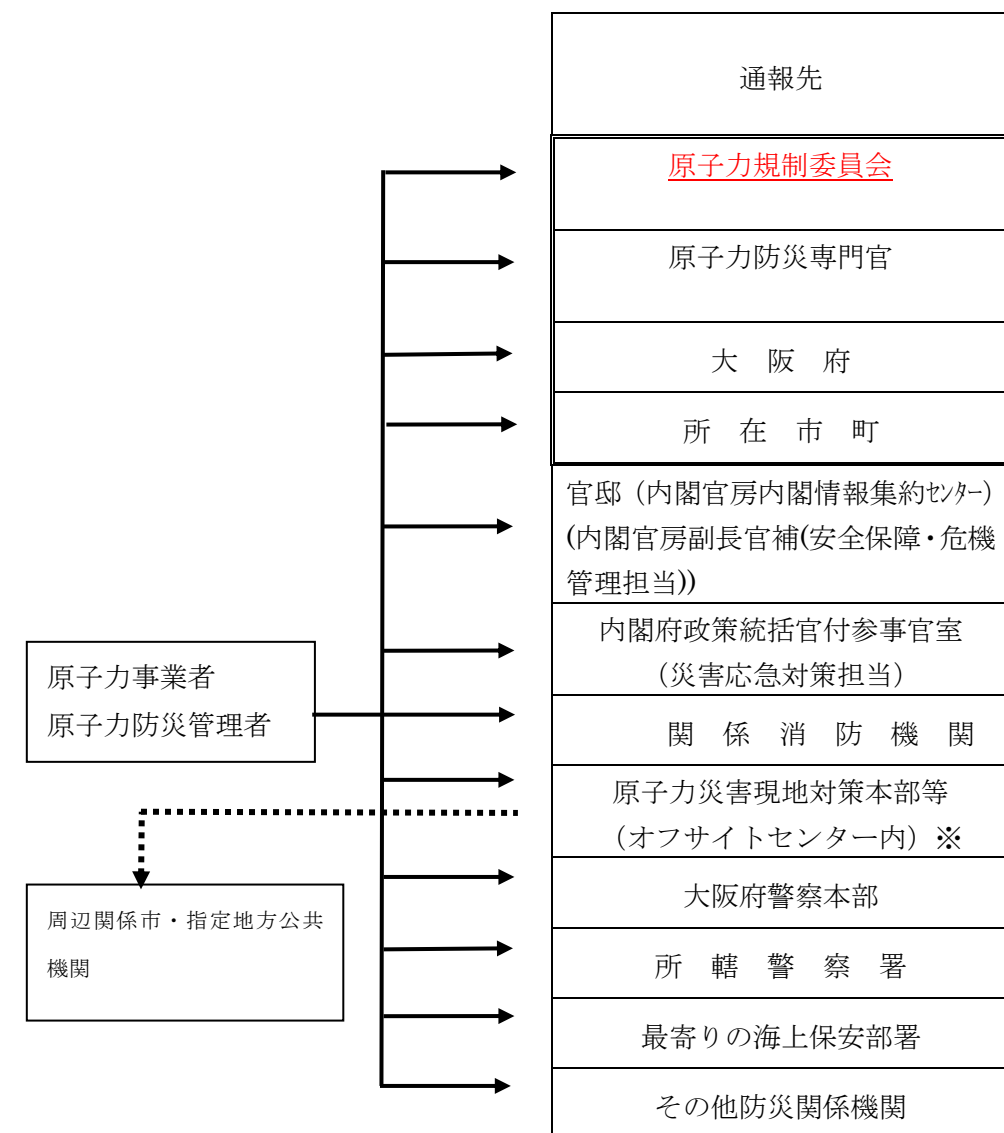 通報先
原子力規制委員会
原子力防災専門官
大 阪 府
所 在 市 町
官邸（内閣官房内閣情報集約ｾﾝﾀｰ）
(内閣官房副長官補(安全保障・危機
管理担当))
内閣府政策統括官付参事官室
（災害応急対策担当）
関 係 消 防 機 関
原子力災害現地対策本部等
（オフサイトセンター内）※
大阪府警察本部
所 轄 警 察 署
最寄りの海上保安部署
その他防災関係機関
原子力事業者
原子力防災管理者
周辺関係市・指定地方公共
機関